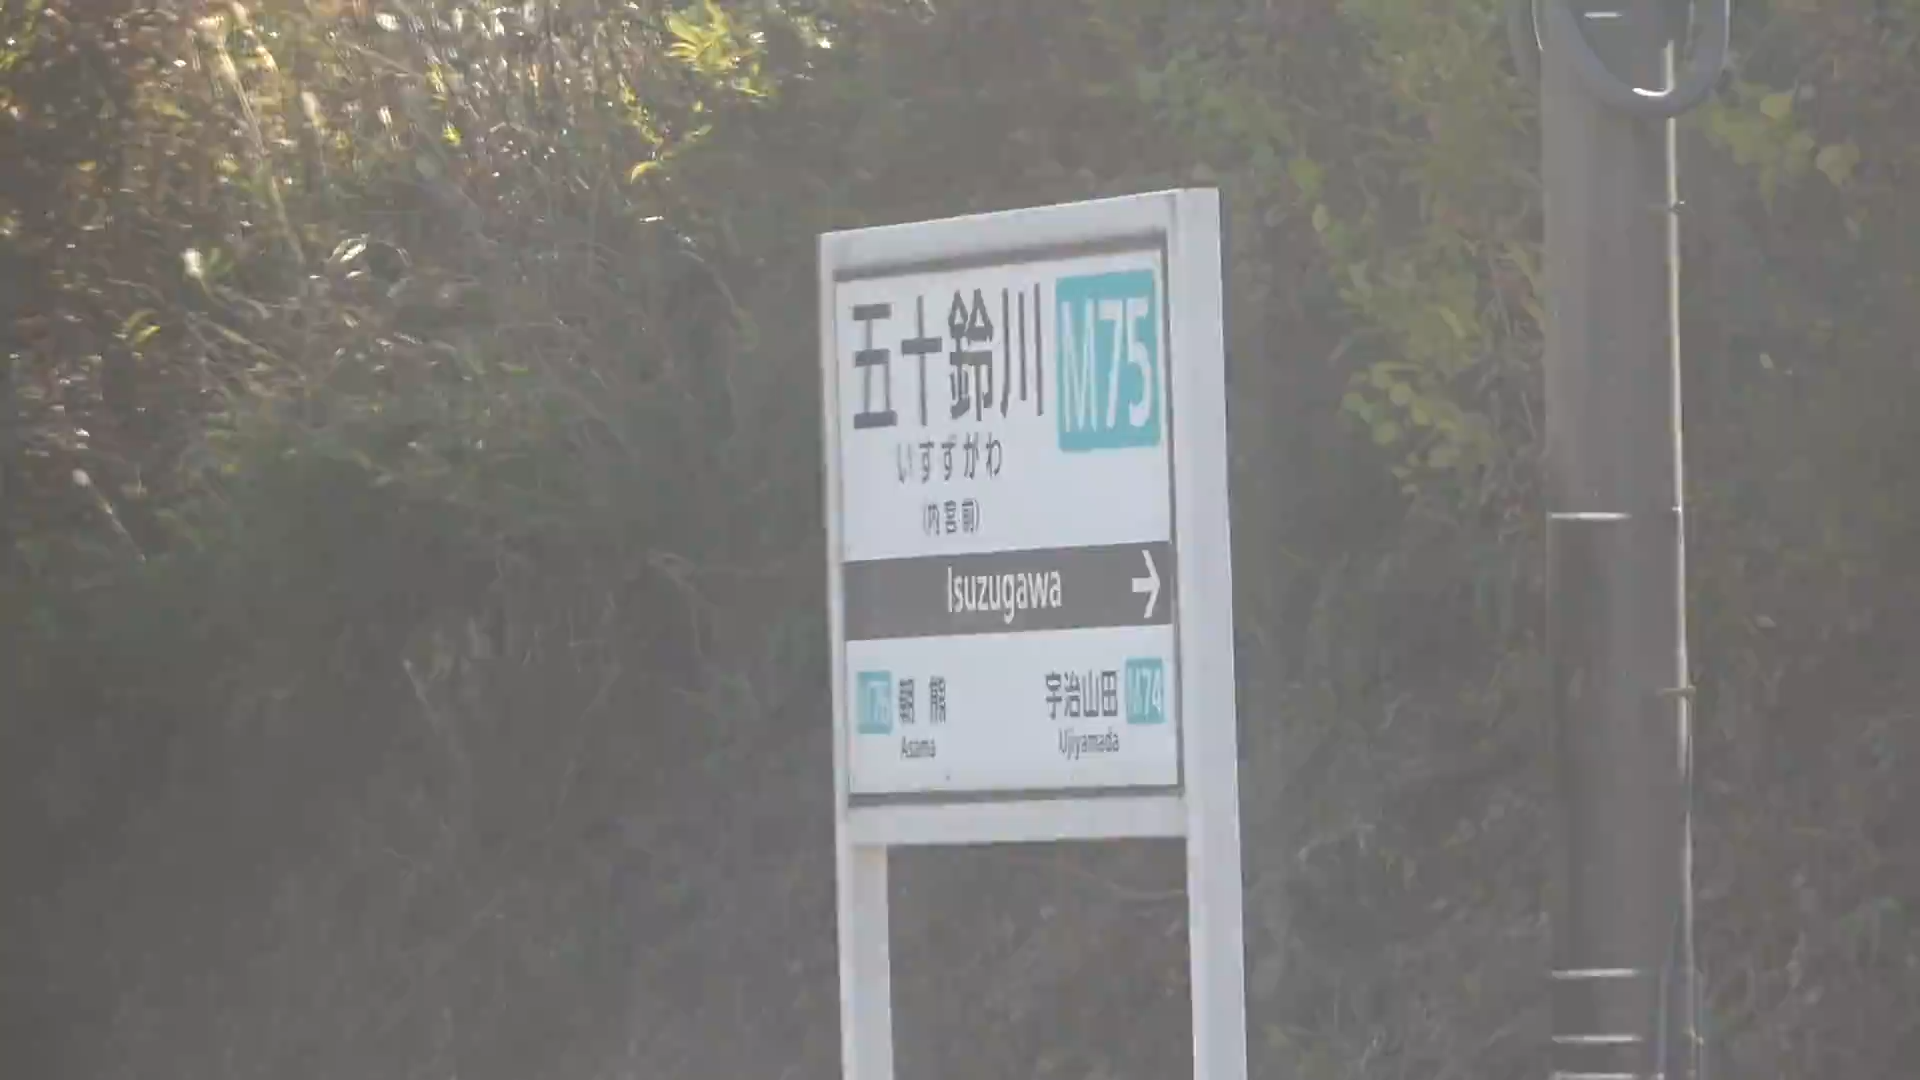 五十鈴川 M75
いすずがわ
(内宮前)
Isuzugawa →
M76 朝熊 宇治山田 M74
Asama Ujiyamada